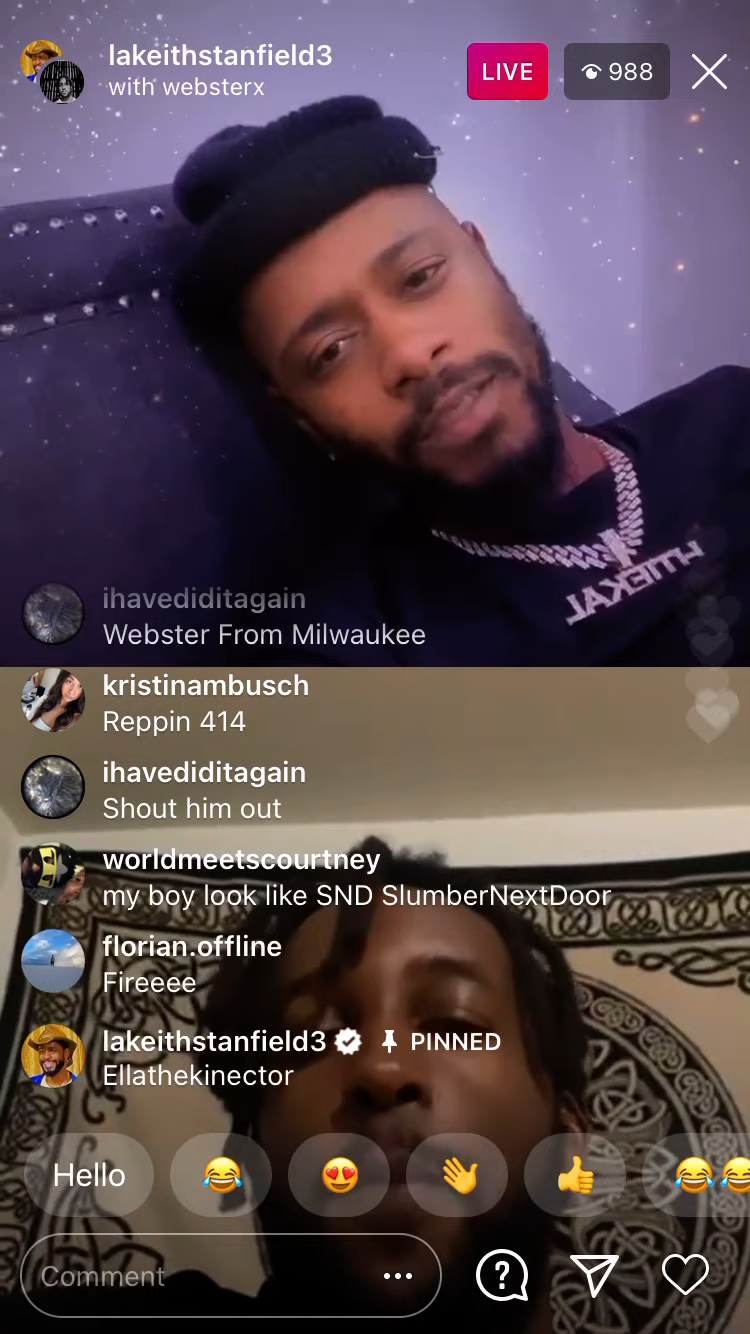 lakeithstanfield3
with websterx
LIVE
988
ihavediditagain
Webster From Milwaukee
kristinambusch
Reppin 414
ihavediditagain
Shout him out
worldmeetscourtney
my boy look like SND SlumberNextDoor
florian.offline
Fireeee
lakeithstanfield3 PINNED
Ellathekinector
Hello 😂 😍 👋 👍 😂😂
Comment